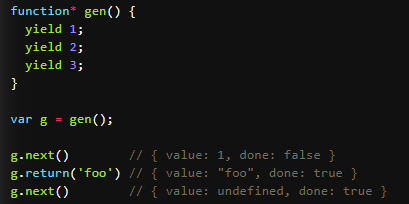 function* gen() {
  yield 1;
  yield 2;
  yield 3;
}

var g = gen();

g.next()        // { value: 1, done: false }
g.return('foo') // { value: "foo", done: true }
g.next()        // { value: undefined, done: true }